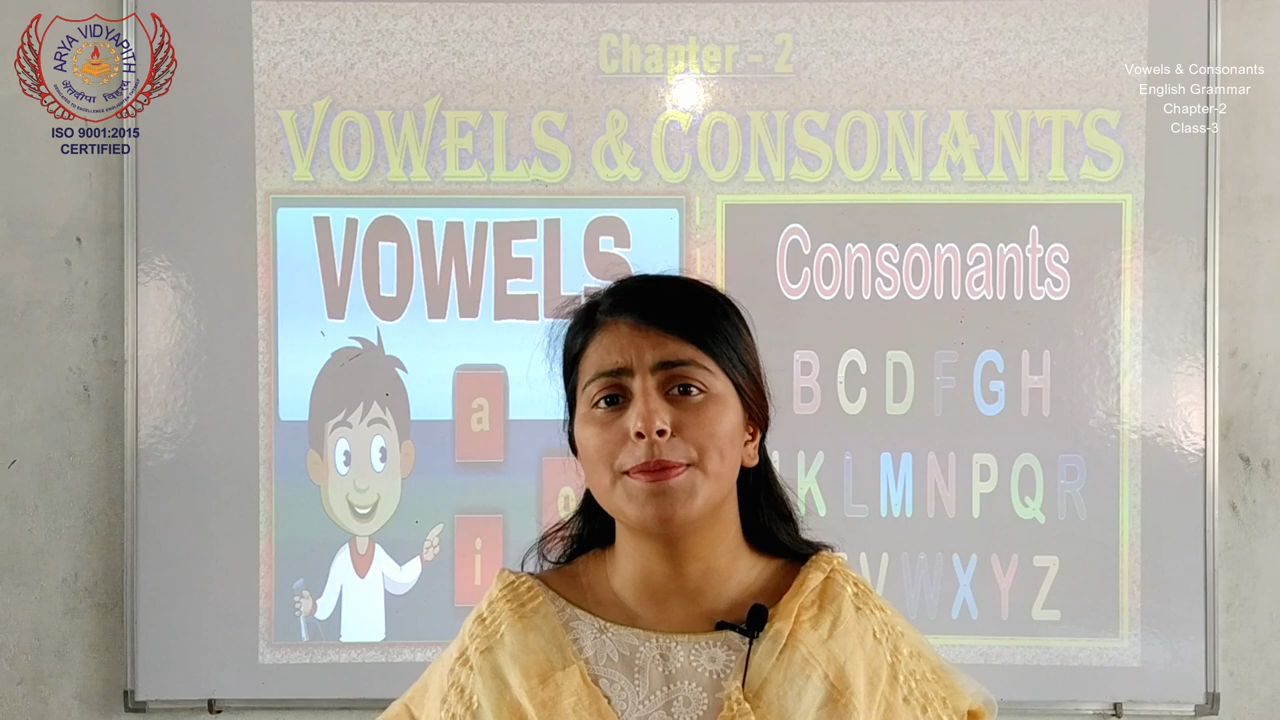 ARYA VIDYAPITH
ISO 9001:2015
CERTIFIED
Vowels & Consonants
English Grammar
Chapter-2
Class-3
Chapter - 2
VOWELS & CONSONANTS
VOWELS
a
i
Consonants
B C D F G H
K L M N P Q R
V W X Y Z